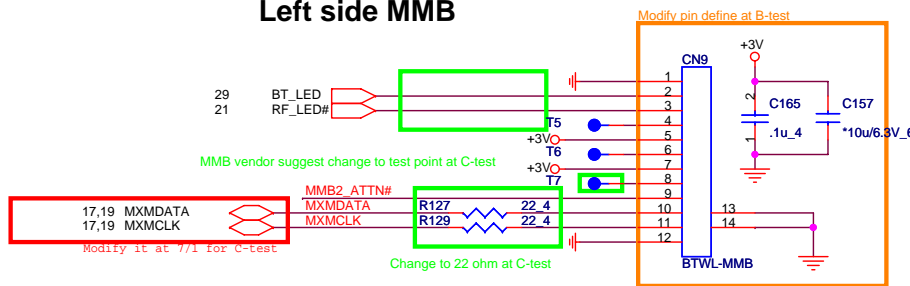 Left side MMB
Modify pin define at B-test
+3V
CN9
1
29 BT_LED
2
21 RF_LED#
3
2
C165
C157
T5
4
+3V
5
1
.1u_4
*10u/6.3V_6
T6
6
MMB vendor suggest change to test point at C-test
+3V
7
T7
8
MMB2_ATTN#
9
17,19 MXMDATA
MXMDATA
R127
22_4
10
13
17,19 MXMCLK
MXMCLK
R129
22_4
11
14
12
Modify it at 7/1 for C-test
Change to 22 ohm at C-test
BTWL-MMB